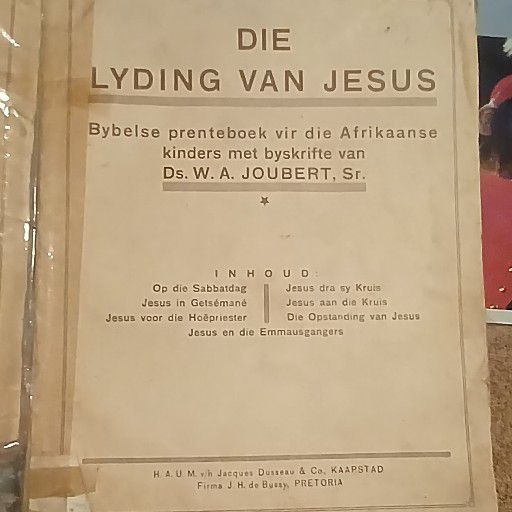 DIE
LYDING VAN JESUS
Bybelse prenteboek vir die Afrikaanse
kinders met byskrifte van
Ds. W. A. JOUBERT, Sr.
INHOUD:
Op die Sabbatdag
Jesus in Getsémané
Jesus voor die Hoëpriester
Jesus dra sy Kruis
Jesus aan die Kruis
Die Opstanding van Jesus
Jesus en die Emmausgangers
H. A. U. M. v/h Jacques Dusseau & Co, KAAPSTAD
Firma J. H. de Bussy, PRETORIA